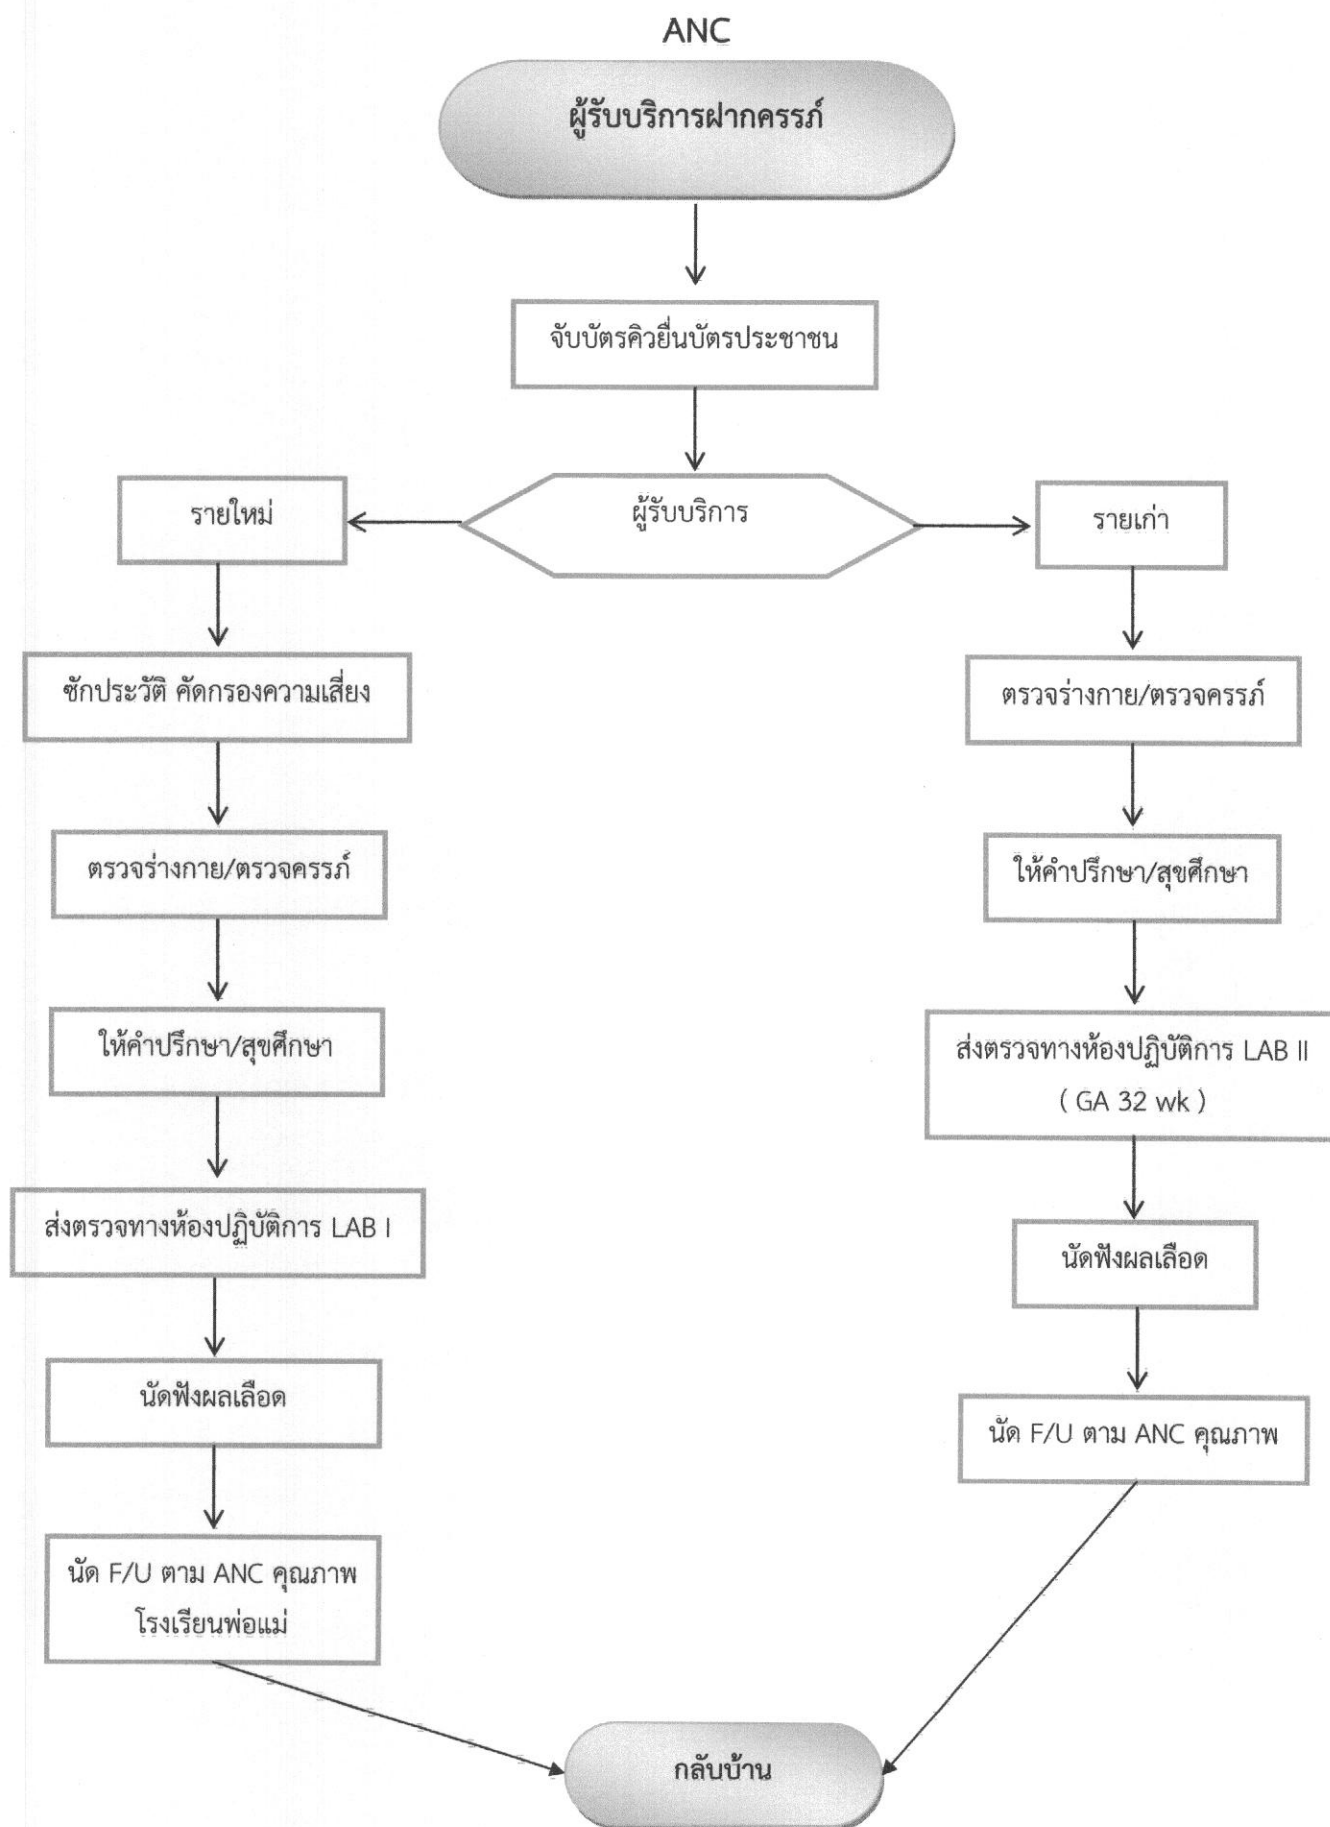 ANC
ผู้รับบริการฝากครรภ์
จับบัตรคิวยื่นบัตรประชาชน
ผู้รับบริการ
รายใหม่
รายเก่า
ซักประวัติ คัดกรองความเสี่ยง
ตรวจร่างกาย/ตรวจครรภ์
ให้คำปรึกษา/สุขศึกษา
ส่งตรวจทางห้องปฏิบัติการ LAB I
นัดฟังผลเลือด
นัด F/U ตาม ANC คุณภาพ
โรงเรียนพ่อแม่
ตรวจร่างกาย/ตรวจครรภ์
ให้คำปรึกษา/สุขศึกษา
ส่งตรวจทางห้องปฏิบัติการ LAB II
( GA 32 wk )
นัดฟังผลเลือด
นัด F/U ตาม ANC คุณภาพ
กลับบ้าน